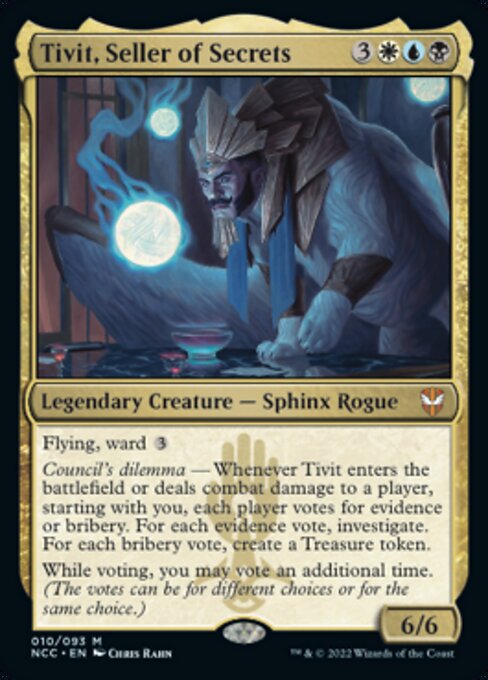 Tivit, Seller of Secrets 3
Legendary Creature — Sphinx Rogue
Flying, ward 3
Council's dilemma — Whenever Tivit enters the
battlefield or deals combat damage to a player,
starting with you, each player votes for evidence
or bribery. For each evidence vote, investigate.
For each bribery vote, create a Treasure token.
While voting, you may vote an additional time.
(The votes can be for different choices or for the
same choice.)
6/6
010/093 M
NCC • EN Chris Rahn
™ & © 2022 Wizards of the Coast